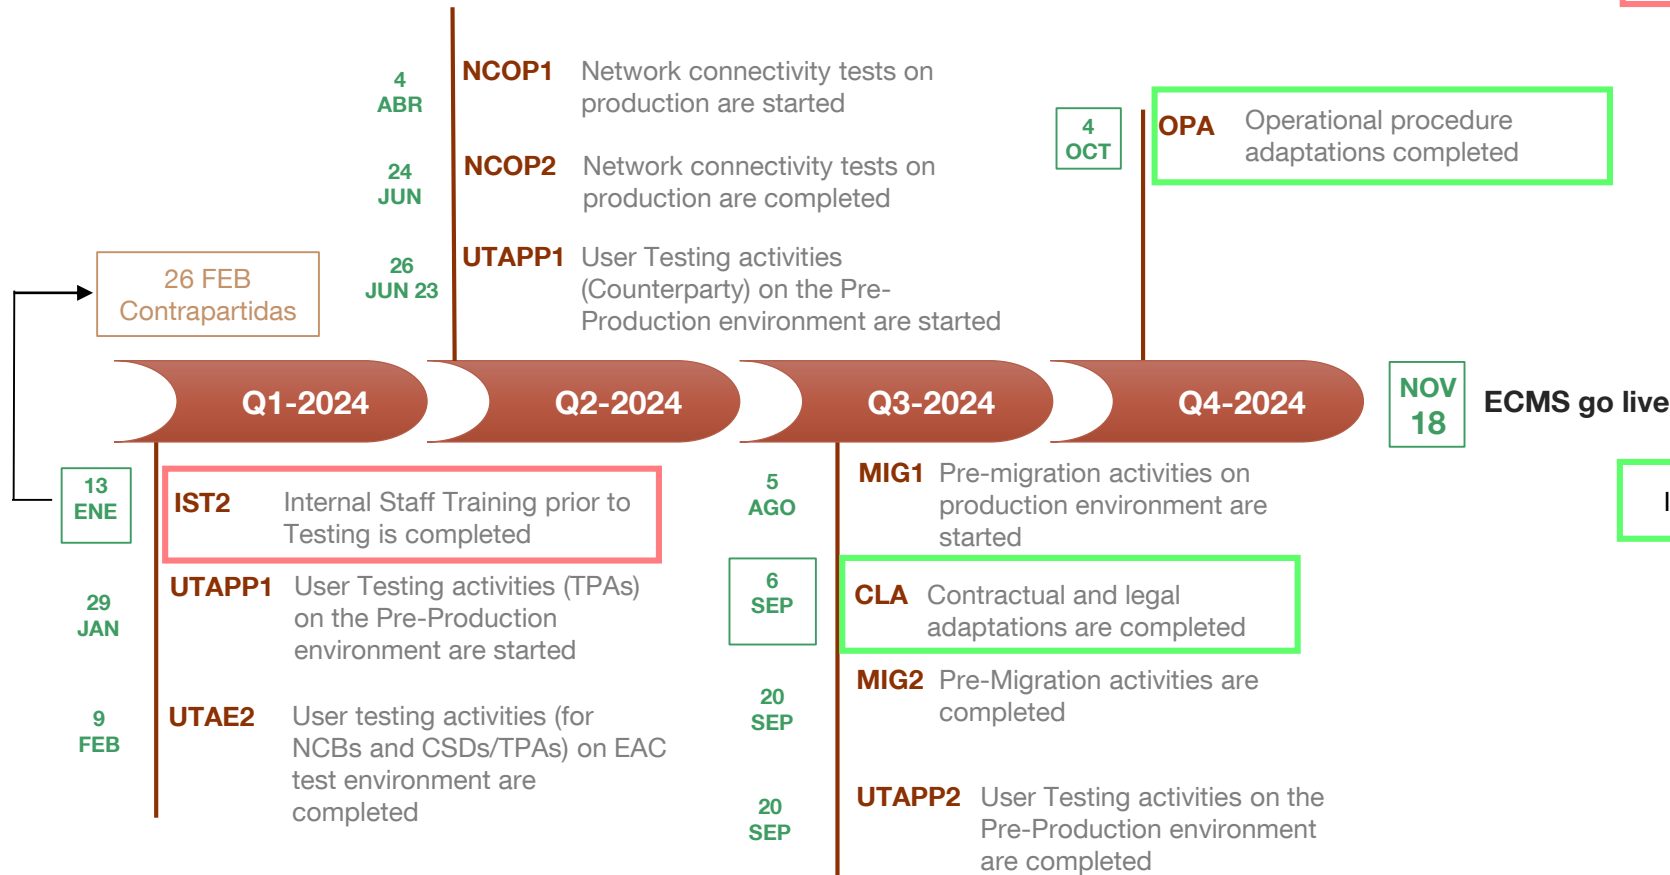 4
ABR
NCOP1
Network connectivity tests on
production are started
24
JUN
NCOP2
Network connectivity tests on
production are completed
26
JUN 23
UTAPP1
User Testing activities
(Counterparty) on the Pre-
Production environment are started
4
OCT
OPA
Operational procedure
adaptations completed
26 FEB
Contrapartidas
Q1-2024
Q2-2024
Q3-2024
Q4-2024
NOV
18
ECMS go live
13
ENE
IST2
Internal Staff Training prior to
Testing is completed
29
JAN
UTAPP1
User Testing activities (TPAs)
on the Pre-Production
environment are started
9
FEB
UTAE2
User testing activities (for
NCBs and CSDs/TPAs) on EAC
test environment are
completed
5
AGO
MIG1
Pre-migration activities on
production environment are
started
6
SEP
CLA
Contractual and legal
adaptations are completed
20
SEP
MIG2
Pre-Migration activities are
completed
20
SEP
UTAPP2
User Testing activities on the
Pre-Production environment
are completed